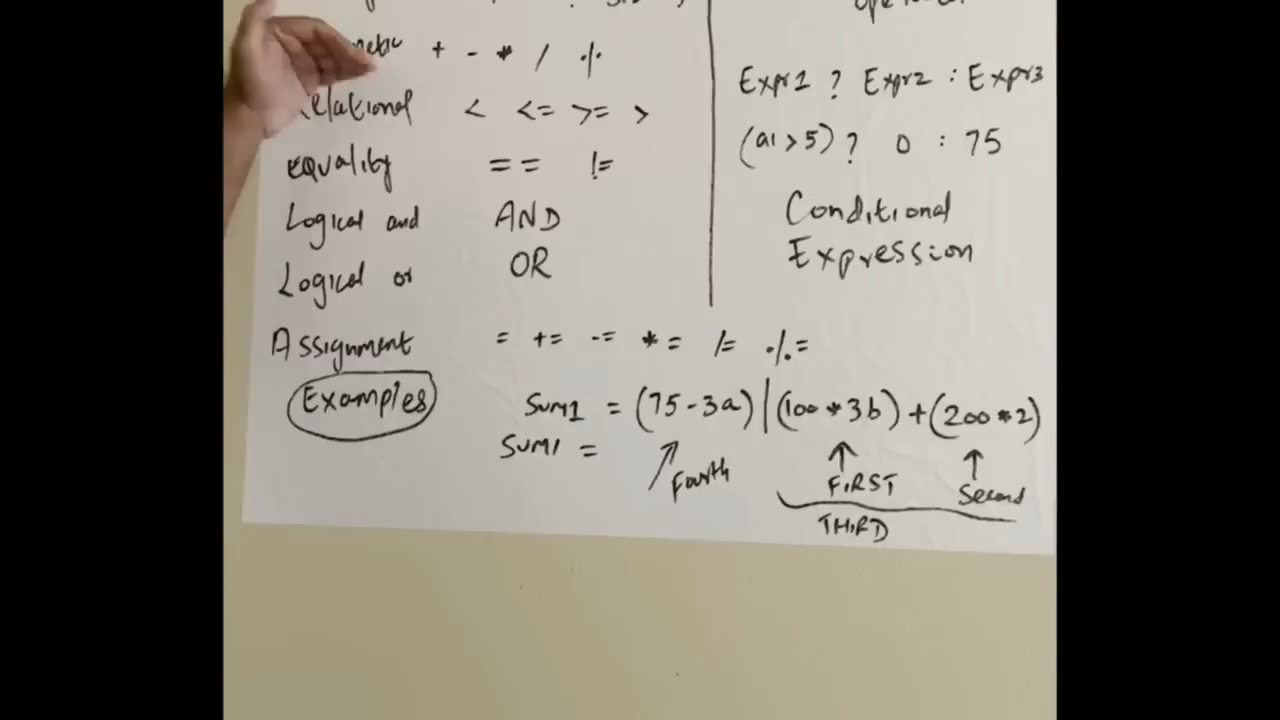 + - * / %
Relational < <= >= >
Equality == !=
Logical and AND
Logical or OR
Assignment = += -= *= /= %=
Expr1 ? Expr2 : Expr3
(a1 > 5) ? 0 : 75
Conditional
Expression
Examples
Sum1 = (75 - 3a) | (100 * 3b) + (200 * 2)
Sum1 =
Fourth
FIRST
Second
THIRD